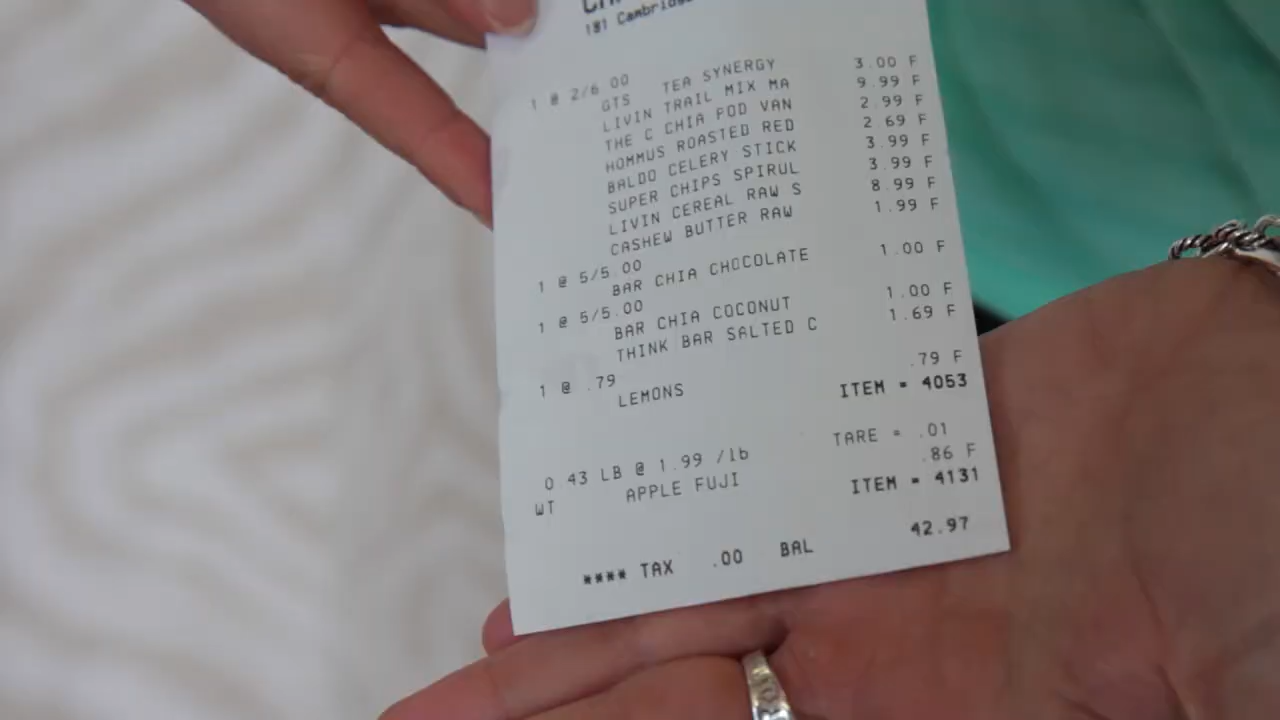 181 Cambridge
1 @ 2/6.00
GTS TEA SYNERGY 3.00 F
LIVIN TRAIL MIX MA 9.99 F
THE C CHIA POD VAN 2.99 F
HOMMUS ROASTED RED 2.69 F
BALDO CELERY STICK 3.99 F
SUPER CHIPS SPIRUL 3.99 F
LIVIN CEREAL RAW S 8.99 F
CASHEW BUTTER RAW 1.99 F
1 @ 5/5.00
BAR CHIA CHOCOLATE 1.00 F
1 @ 5/5.00
BAR CHIA COCONUT 1.00 F
THINK BAR SALTED C 1.69 F
1 @ .79
LEMONS .79 F
ITEM = 4053
TARE = .01
0.43 LB @ 1.99 /lb
WT APPLE FUJI .86 F
ITEM = 4131
**** TAX .00 BAL 42.97